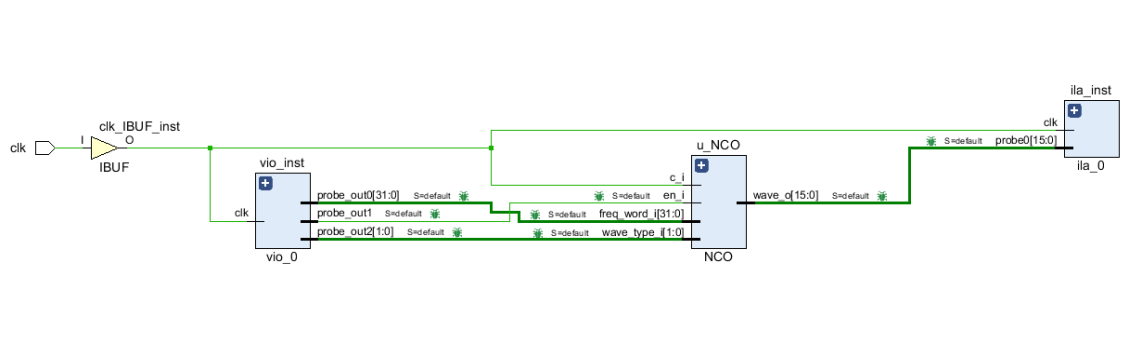 clk
I
clk_IBUF_inst
O
IBUF
vio_inst
clk
probe_out0[31:0] S=default
probe_out1 S=default
probe_out2[1:0] S=default
vio_0
u_NCO
c_i
S=default en_i
S=default freq_word_i[31:0]
S=default wave_type_i[1:0]
wave_o[15:0] S=default
NCO
ila_inst
clk
S=default probe0[15:0]
ila_0